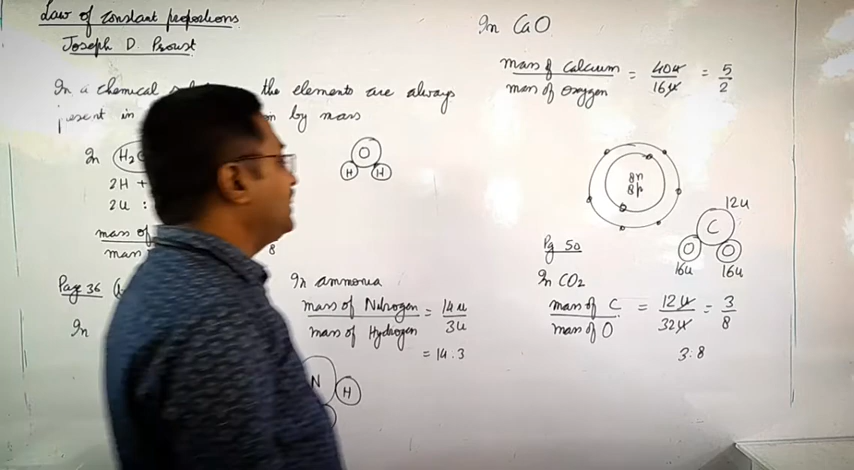 Law of constant proportions
Joseph D. Proust
In a chemical the elements are always
present in by mass
In H2
O
H H
2H +
2u :
mass of
mass
8
Page 36
In
In ammonia
mass of Nitrogen = 14u
mass of Hydrogen 3u
= 14:3
N H
In CaO
mass of Calcium = 40u = 5
mass of oxygen 16u 2
8n
8p
12u
C
O O
16u 16u
Pg 50
In CO2
mass of C = 12u = 3
mass of O 32u 8
3:8